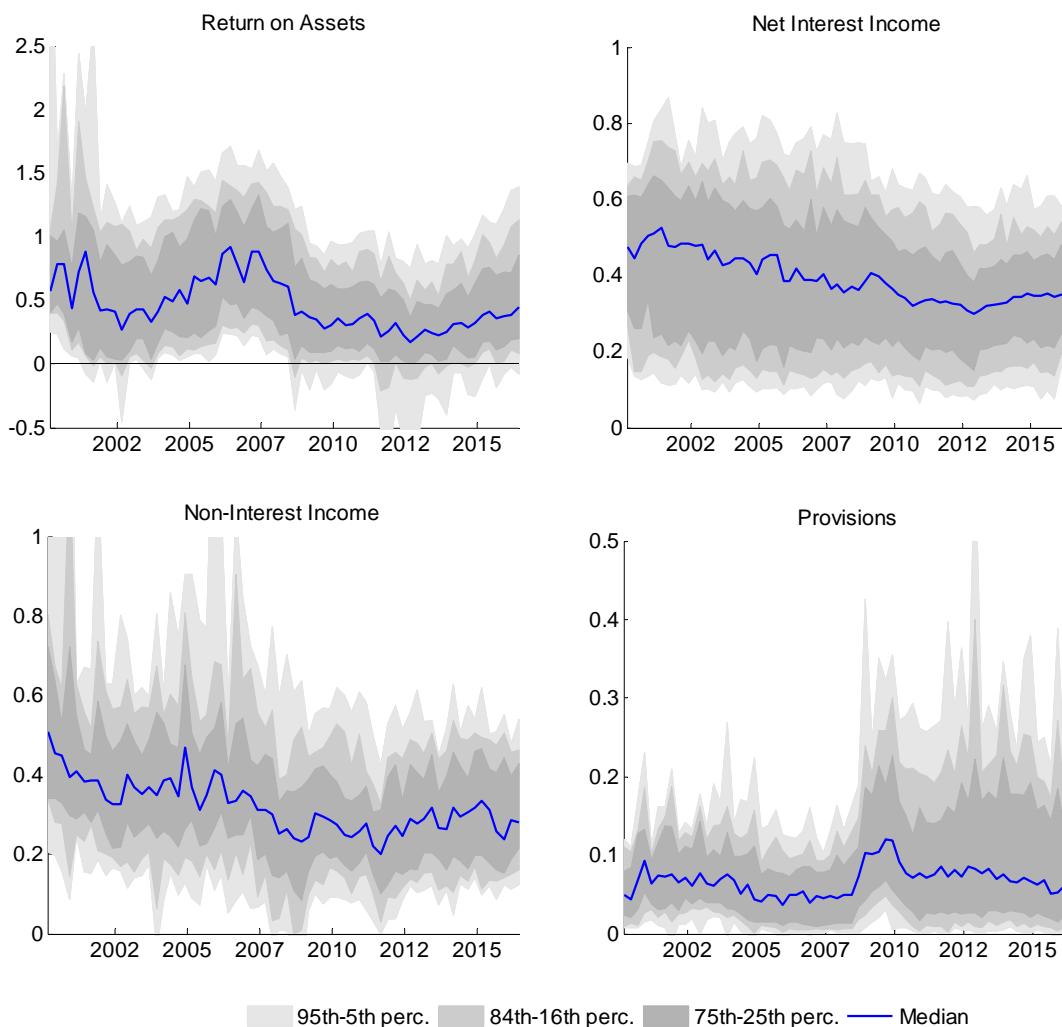 Return on Assets
2.5
2
1.5
1
0.5
0
-0.5
2002 2005 2007 2010 2012 2015
Net Interest Income
1
0.8
0.6
0.4
0.2
0
2002 2005 2007 2010 2012 2015
Non-Interest Income
1
0.8
0.6
0.4
0.2
0
2002 2005 2007 2010 2012 2015
Provisions
0.5
0.4
0.3
0.2
0.1
0
2002 2005 2007 2010 2012 2015
95th-5th perc. 84th-16th perc. 75th-25th perc. Median